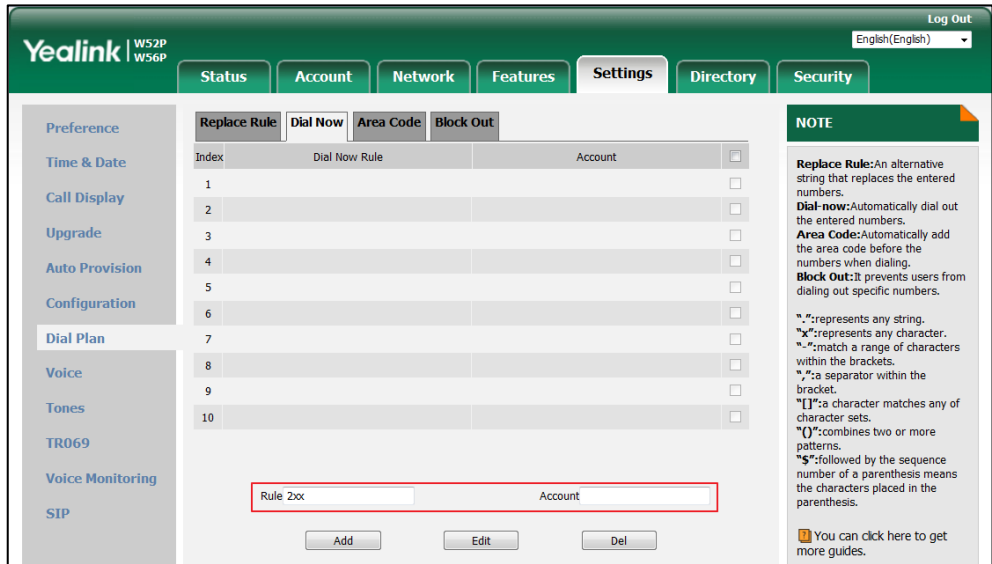 Log Out
Yealink | W52P
W56P
English(English)
Status Account Network Features Settings Directory Security
Preference
Time & Date
Call Display
Upgrade
Auto Provision
Configuration
Dial Plan
Voice
Tones
TR069
Voice Monitoring
SIP
Replace Rule Dial Now Area Code Block Out
Index Dial Now Rule Account
1
2
3
4
5
6
7
8
9
10
Rule 2xx Account
Add Edit Del
NOTE
Replace Rule:An alternative
string that replaces the entered
numbers.
Dial-now:Automatically dial out
the entered numbers.
Area Code:Automatically add
the area code before the
numbers when dialing.
Block Out:It prevents users from
dialing out specific numbers.
".":represents any string.
"x":represents any character.
"-":match a range of characters
within the brackets.
",":a separator within the
bracket.
"[]":a character matches any of
character sets.
"()":combines two or more
patterns.
"$":followed by the sequence
number of a parenthesis means
the characters placed in the
parenthesis.
You can click here to get
more guides.